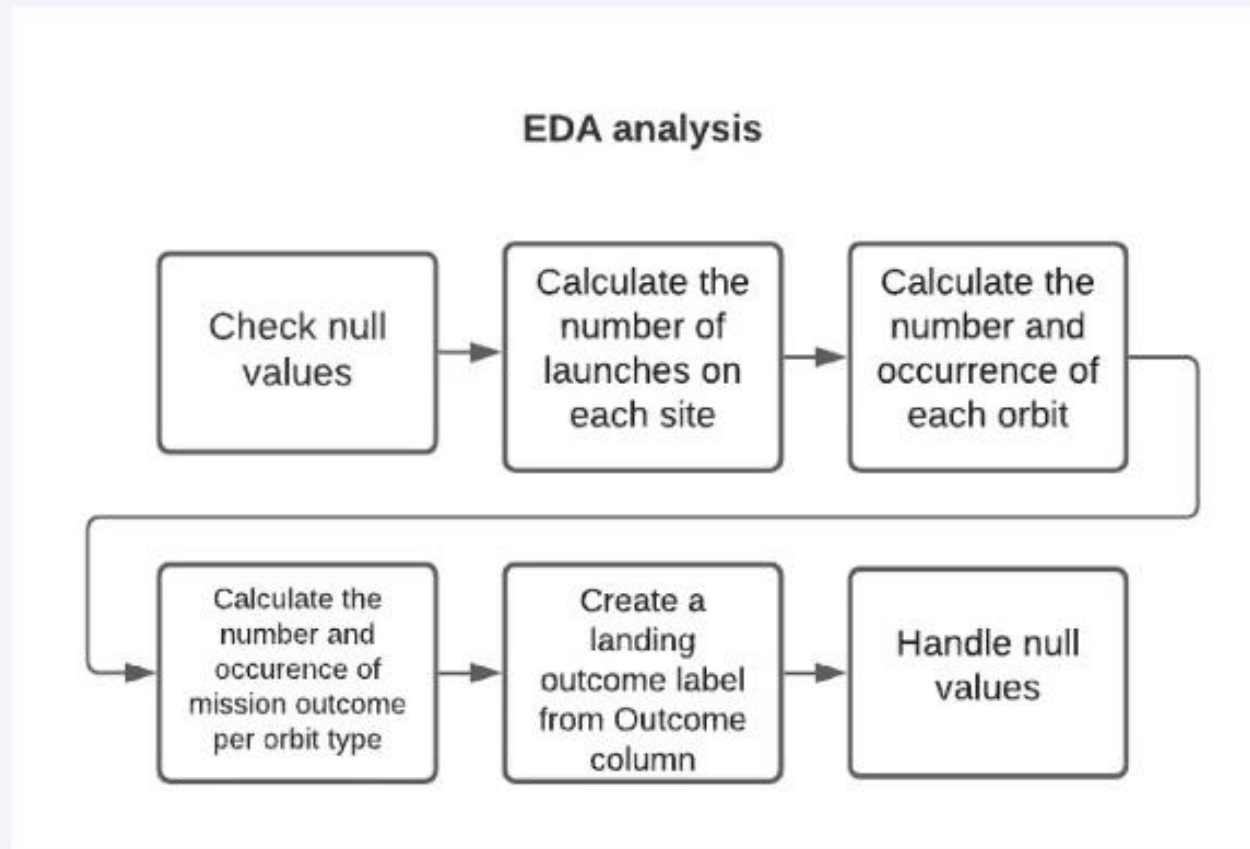 EDA analysis
Check null
values
Calculate the
number of
launches on
each site
Calculate the
number and
occurrence of
each orbit
Calculate the
number and
occurence of
mission outcome
per orbit type
Create a
landing
outcome label
from Outcome
column
Handle null
values